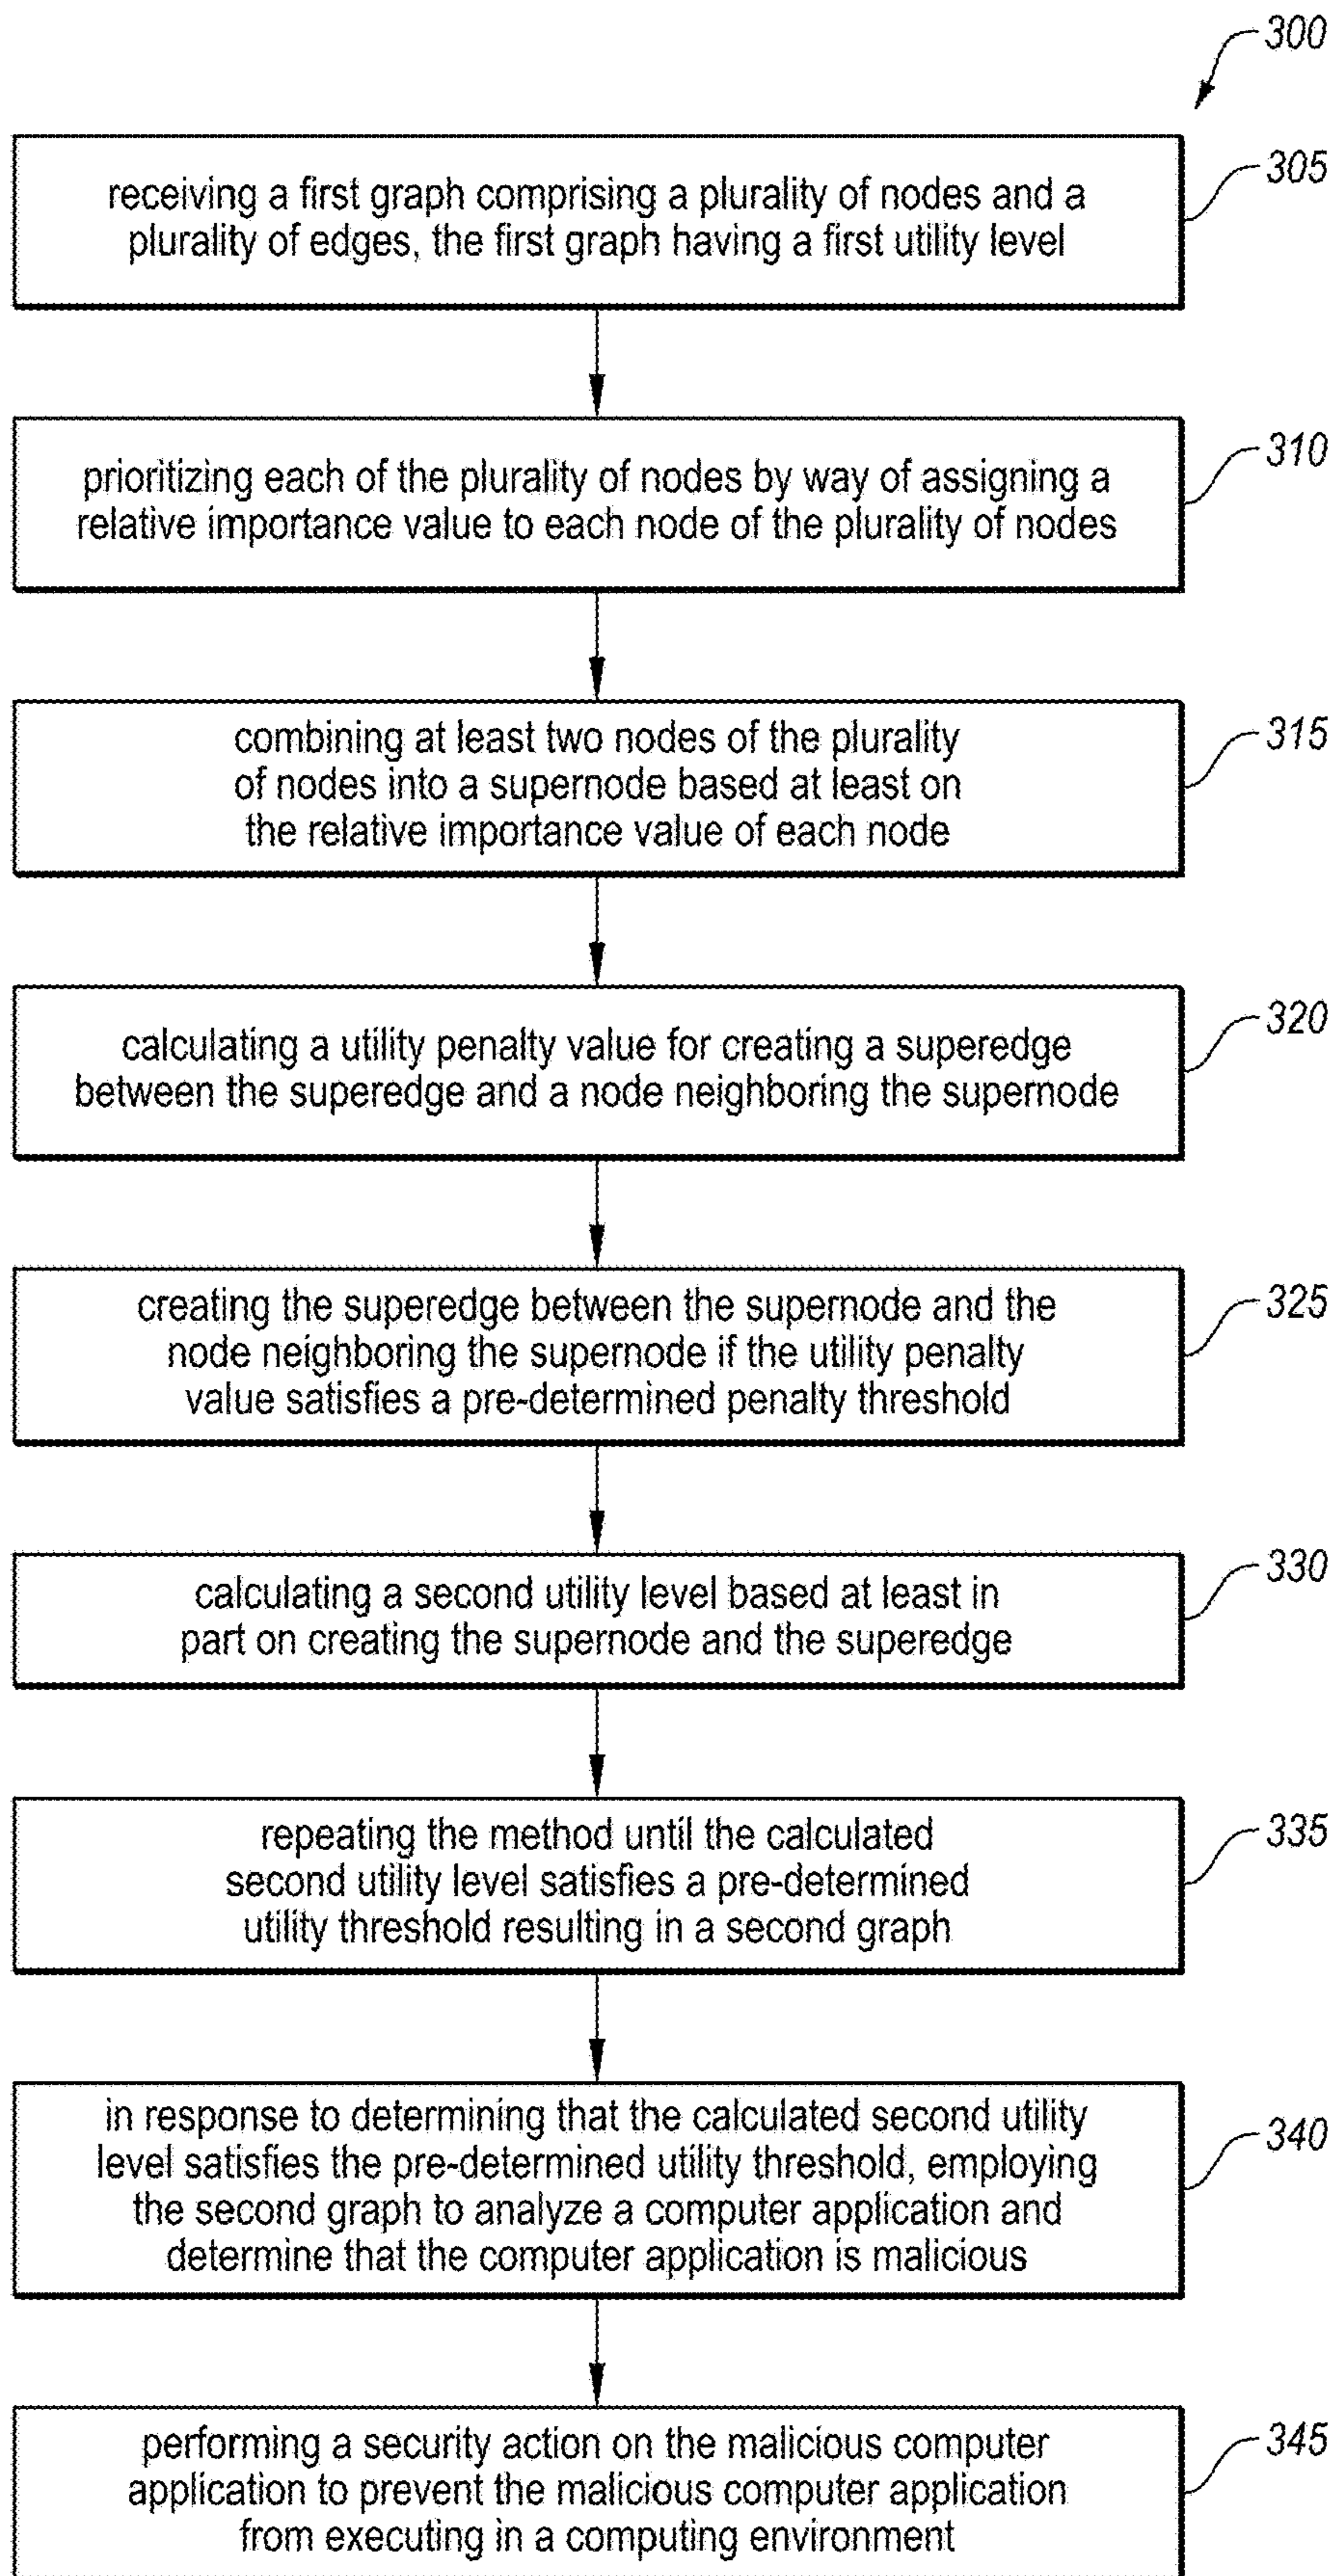 300
305
receiving a first graph comprising a plurality of nodes and a
plurality of edges, the first graph having a first utility level
310
prioritizing each of the plurality of nodes by way of assigning a
relative importance value to each node of the plurality of nodes
315
combining at least two nodes of the plurality
of nodes into a supernode based at least on
the relative importance value of each node
320
calculating a utility penalty value for creating a superedge
between the superedge and a node neighboring the supernode
325
creating the superedge between the supernode and the
node neighboring the supernode if the utility penalty
value satisfies a pre-determined penalty threshold
330
calculating a second utility level based at least in
part on creating the supernode and the superedge
335
repeating the method until the calculated
second utility level satisfies a pre-determined
utility threshold resulting in a second graph
340
in response to determining that the calculated second utility
level satisfies the pre-determined utility threshold, employing
the second graph to analyze a computer application and
determine that the computer application is malicious
345
performing a security action on the malicious computer
application to prevent the malicious computer application
from executing in a computing environment